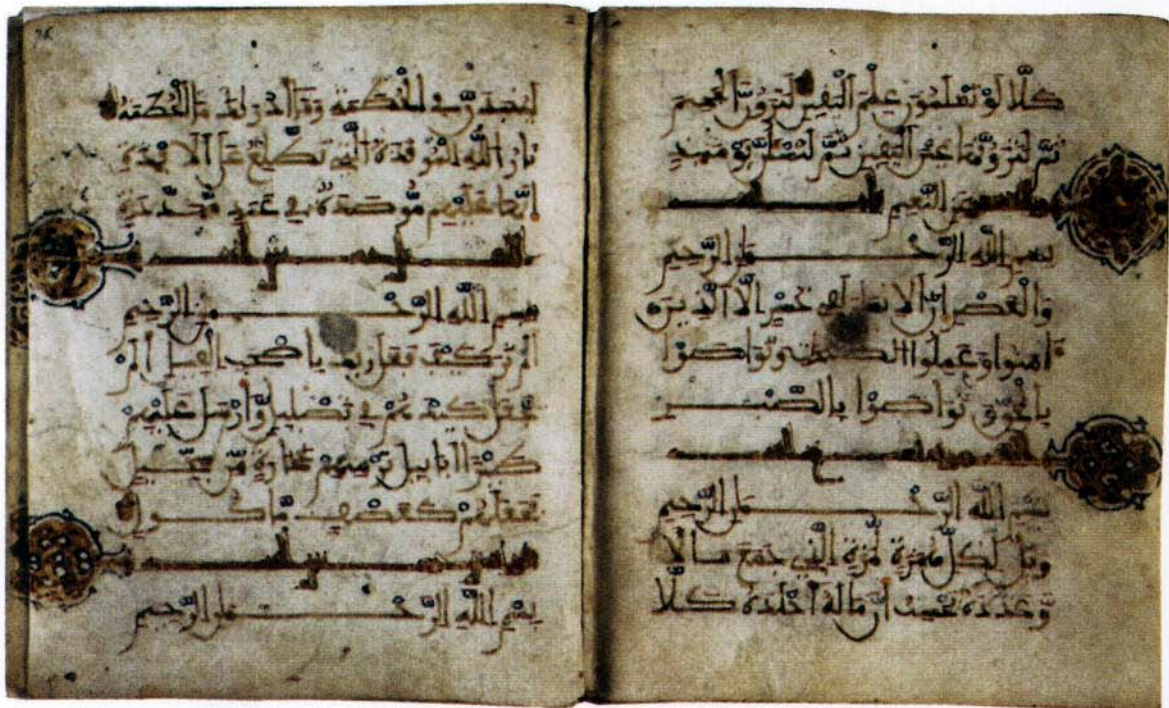 كلا لو تعلمون علم اليقين لترون الجحيم
ثم لترونها عين اليقين ثم لتسئلن يومئذ
عن النعيم
بسم الله الرحمن الرحيم
والعصر إن الانسن لفي خسر إلا الذين
ءامنوا وعملوا الصلحت وتواصوا
بالحق وتواصوا بالصبر
بسم الله الرحمن الرحيم
ويل لكل همزة لمزة الذي جمع مالا
وعدده يحسب أن ماله أخلده كلا
لينبذن في الحطمة وما أدريك ما الحطمة
نار الله الموقدة التي تطلع على الافئدة
إنها عليهم مؤصدة في عمد ممددة
بسم الله الرحمن الرحيم
ألم تر كيف فعل ربك بأصحب الفيل ألم
يجعل كيدهم في تضليل وأرسل عليهم
طيرا أبابيل ترميهم بحجارة من سجيل
فجعلهم كعصف مأكول
بسم الله الرحمن الرحيم